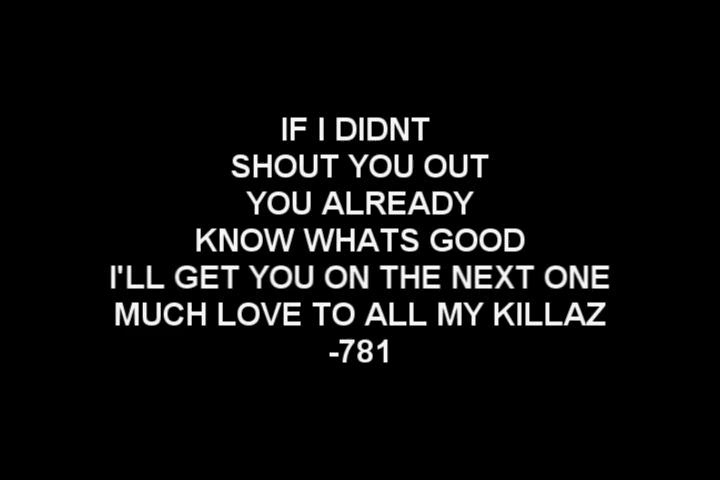 IF I DIDNT
SHOUT YOU OUT
YOU ALREADY
KNOW WHATS GOOD
I'LL GET YOU ON THE NEXT ONE
MUCH LOVE TO ALL MY KILLAZ
-781